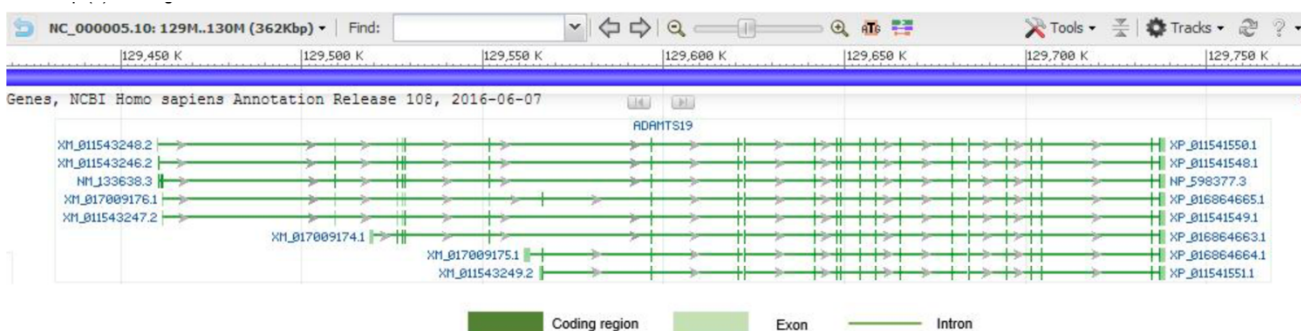 NC_000005.10: 129M..130M (362Kbp) Find: Tools Tracks ?
129,450 K 129,500 K 129,550 K 129,600 K 129,650 K 129,700 K 129,750 K
Genes, NCBI Homo sapiens Annotation Release 108, 2016-06-07
ADAMTS19
XM_011543248.2 XP_011541550.1
XM_011543246.2 XP_011541548.1
NM_133638.3 NP_598377.3
XM_017009176.1 XP_016864665.1
XM_011543247.2 XP_011541549.1
XM_017009174.1 XP_016864663.1
XM_017009175.1 XP_016864664.1
XM_011543249.2 XP_011541551.1
Coding region Exon Intron